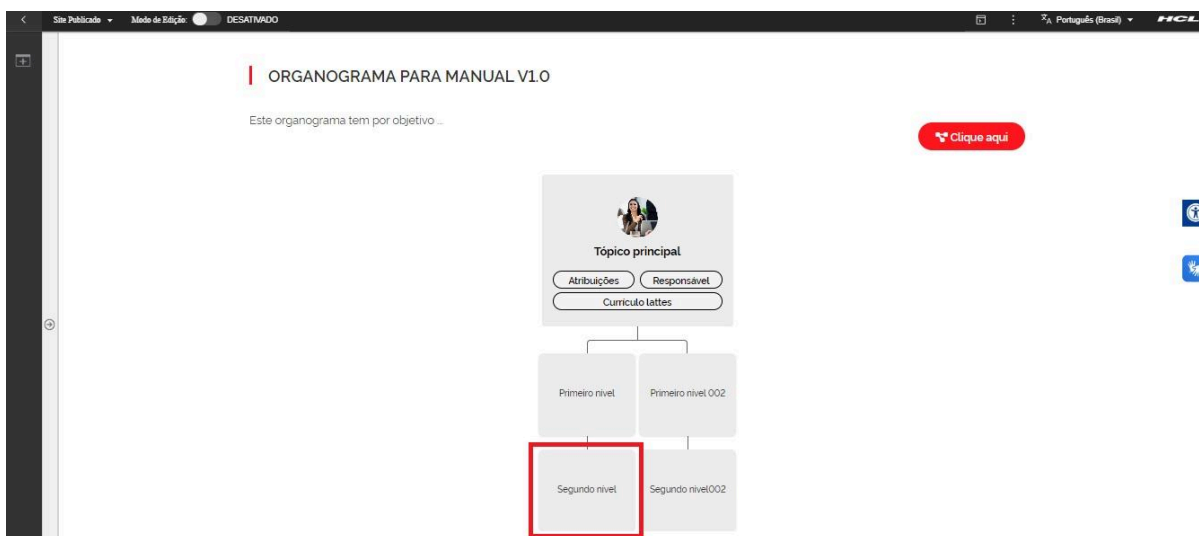 Site Publicado Modo de Edição: DESATIVADO Português (Brasil) HCL
ORGANOGRAMA PARA MANUAL V1.0
Este organograma tem por objetivo ...
Clique aqui
Tópico principal
Atribuições Responsável
Currículo lattes
Primeiro nível Primeiro nível 002
Segundo nível Segundo nível002